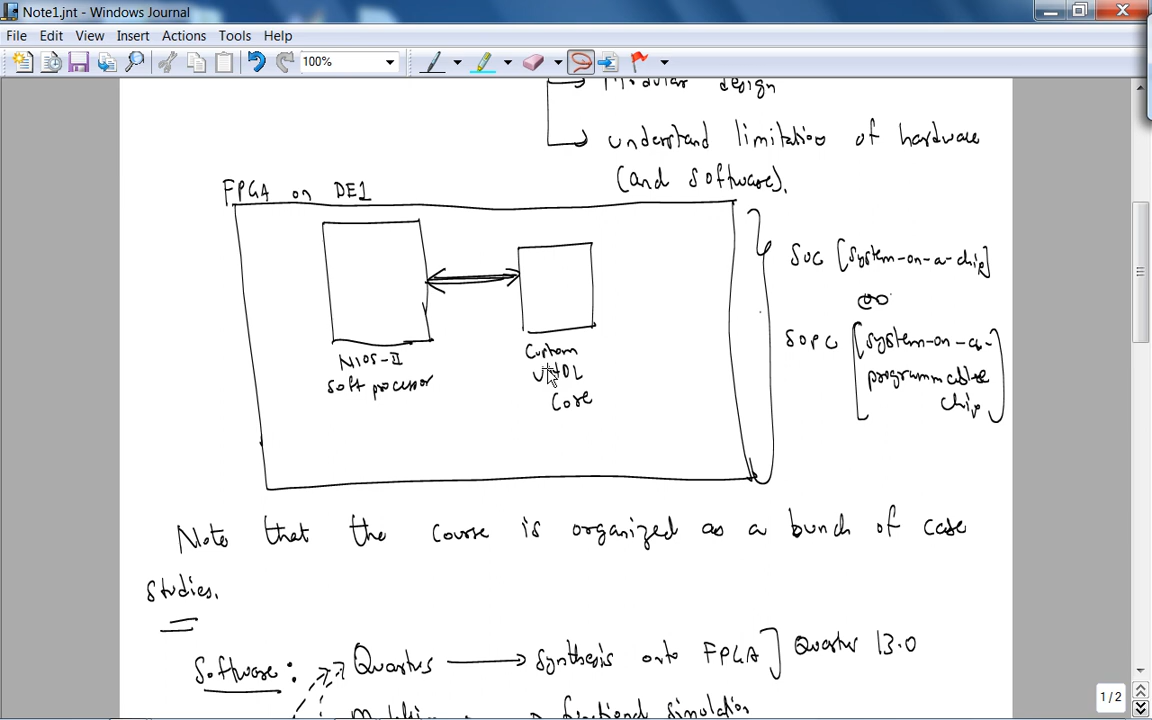 Note1.jnt - Windows Journal
File Edit View Insert Actions Tools Help
100%
Modular design
understand limitation of hardware
(and software).
FPGA on DE1
SOC [system-on-a-chip]
SOPC [system-on-a-
programmable
chip]
NIOS-II
Soft processor
Custom
VHDL
Core
Note that the course is organized as a bunch of case
studies.
Software: Quartus synthesis onto FPGA] Quartus 13.0
functional simulation
1/2